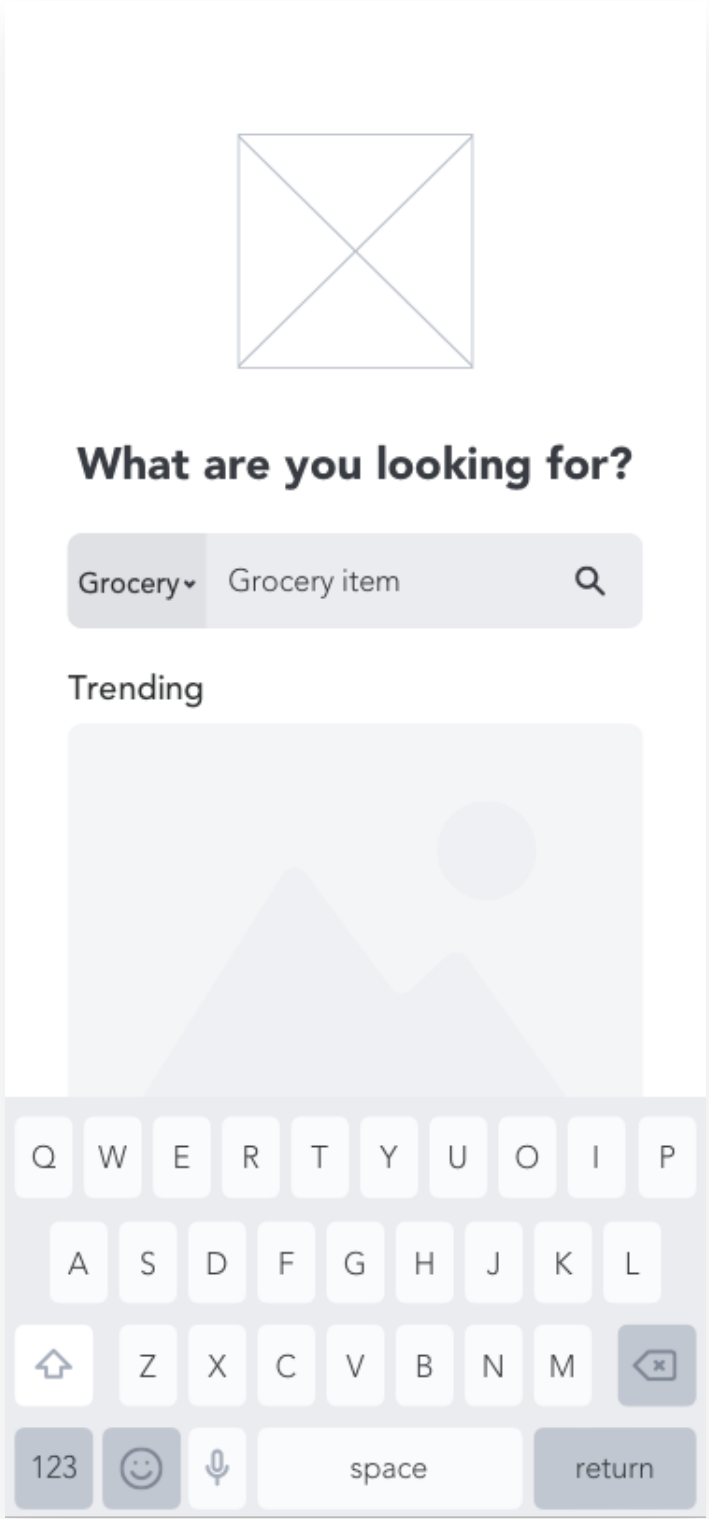 What are you looking for?
Grocery Grocery item
Trending
Q W E R T Y U O I P
A S D F G H J K L
Z X C V B N M
123 space return